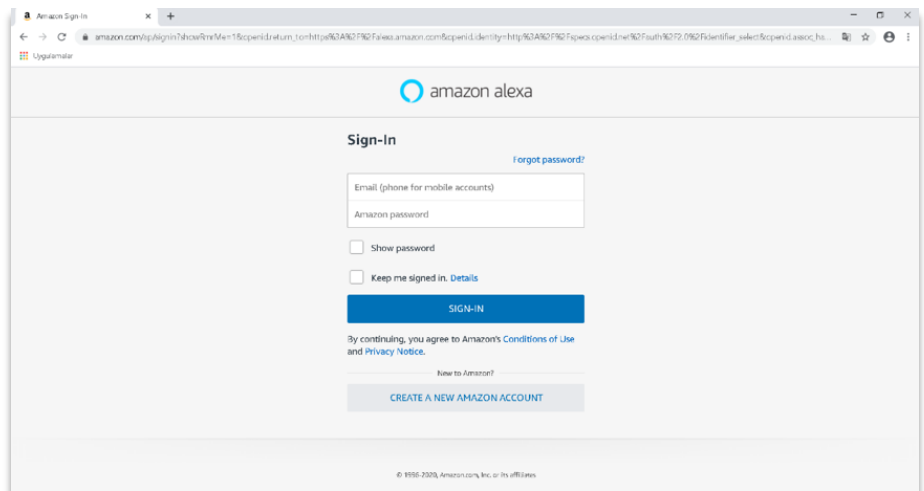 Amazon Sign-In
amazon.com/ap/signin?showRmrMe=1&openid.return_to=https%3A%2F%2Falexa.amazon.com&openid.identity=http%3A%2F%2Fspecs.openid.net%2Fauth%2F2.0%2Fidentifier_select&openid.assoc_ha...
Uygulamalar
amazon alexa
Sign-In
Forgot password?
Email (phone for mobile accounts)
Amazon password
Show password
Keep me signed in. Details
SIGN-IN
By continuing, you agree to Amazon's Conditions of Use
and Privacy Notice.
New to Amazon?
CREATE A NEW AMAZON ACCOUNT
© 1996-2020, Amazon.com, Inc. or its affiliates